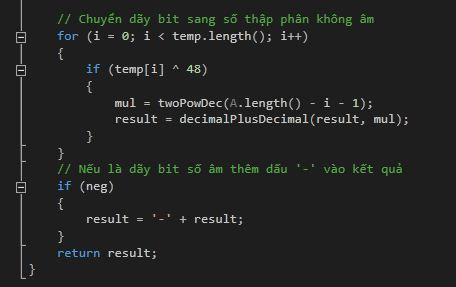 // Chuyển dãy bit sang số thập phân không âm
for (i = 0; i < temp.length(); i++)
{
if (temp[i] ^ 48)
{
mul = twoPowDec(A.length() - i - 1);
result = decimalPlusDecimal(result, mul);
}
}
// Nếu là dãy bit số âm thêm dấu '-' vào kết quả
if (neg)
{
result = '-' + result;
}
return result;
}